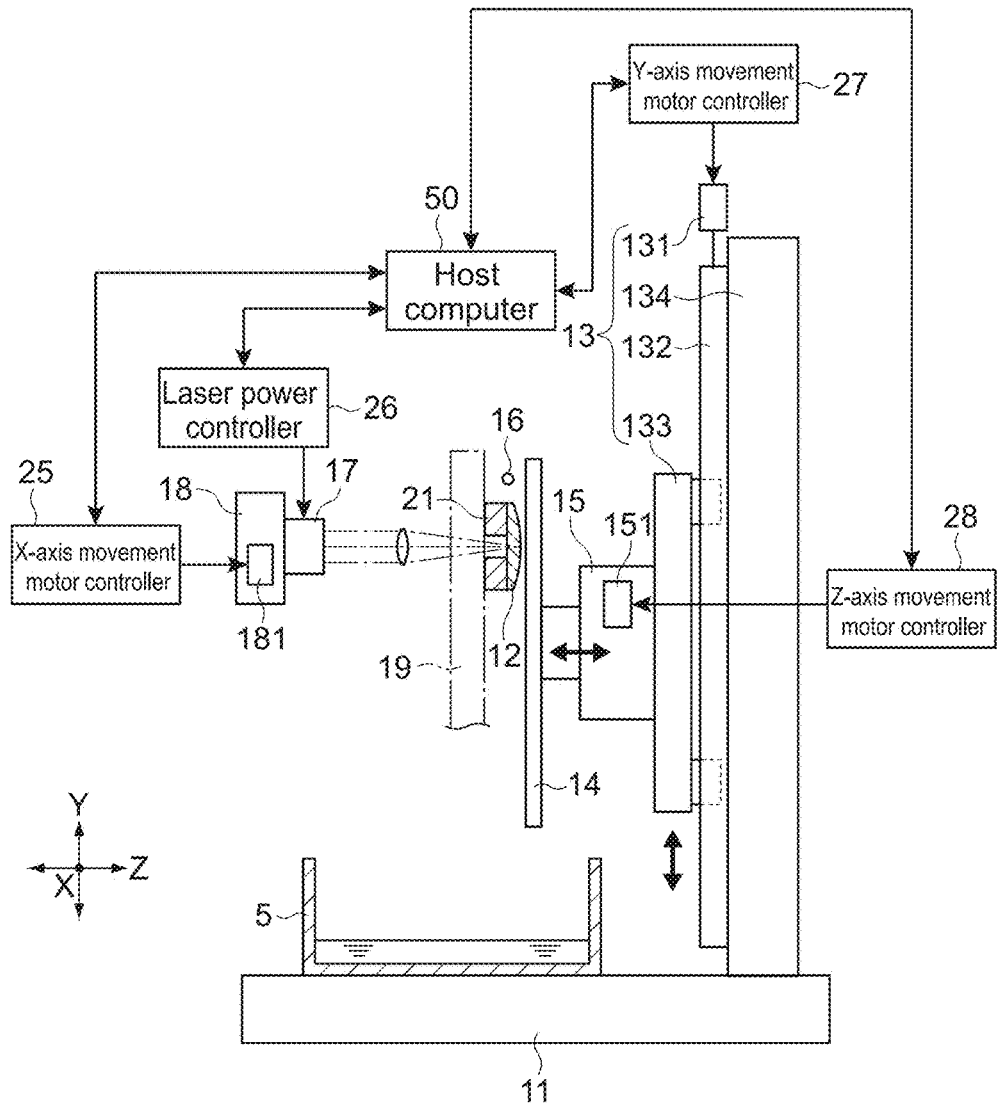 Y-axis movement
motor controller
27
50
Host
computer
131
134
13
132
Laser power
controller
26
133
16
25
18
17
21
15
151
28
X-axis movement
motor controller
Z-axis movement
motor controller
181
19
12
14
Y
X
Z
5
11